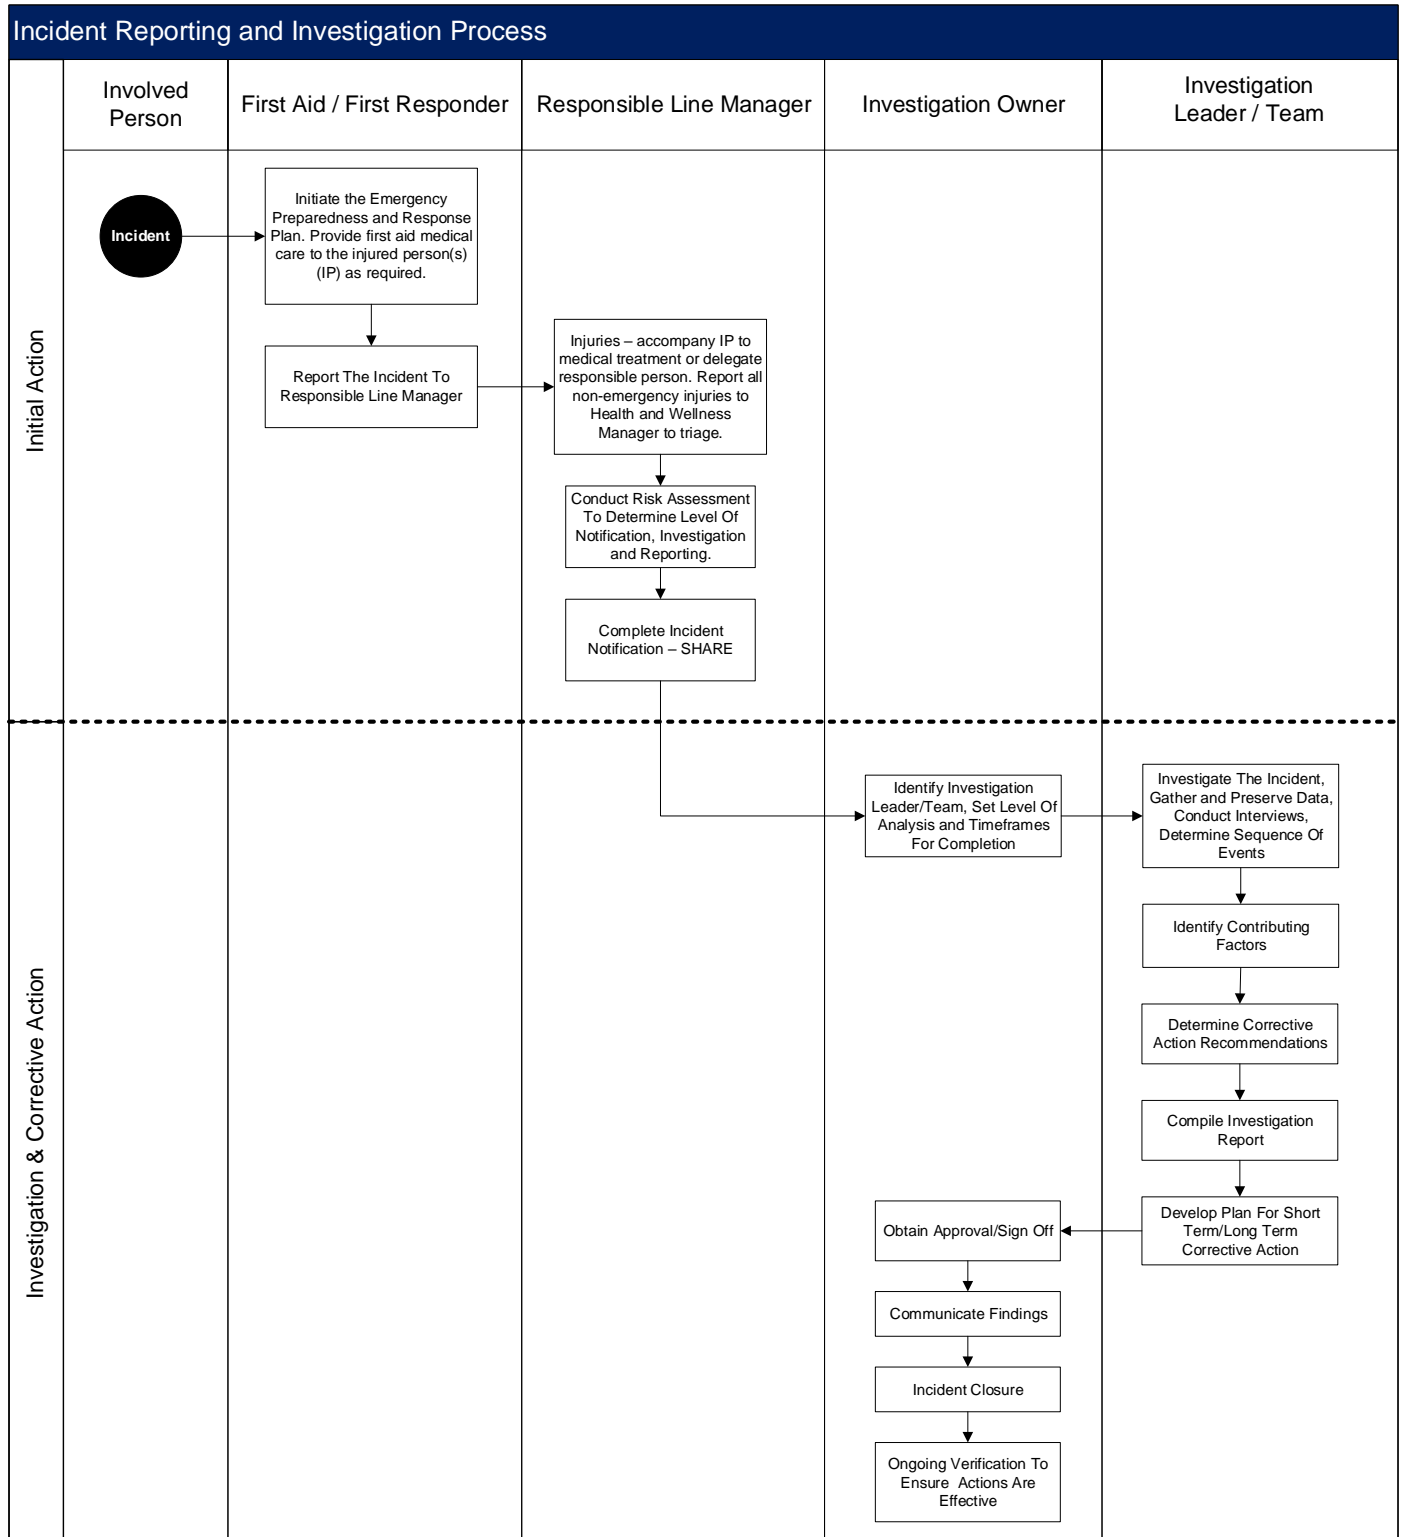 Incident Reporting and Investigation Process
Involved
Person
First Aid / First Responder
Responsible Line Manager
Investigation Owner
Investigation
Leader / Team
Initial Action
Incident
Initiate the Emergency
Preparedness and Response
Plan. Provide first aid medical
care to the injured person(s)
(IP) as required.
Report The Incident To
Responsible Line Manager
Injuries – accompany IP to
medical treatment or delegate
responsible person. Report all
non-emergency injuries to
Health and Wellness
Manager to triage.
Conduct Risk Assessment
To Determine Level Of
Notification, Investigation
and Reporting.
Complete Incident
Notification – SHARE
Investigation & Corrective Action
Identify Investigation
Leader/Team, Set Level Of
Analysis and Timeframes
For Completion
Investigate The Incident,
Gather and Preserve Data,
Conduct Interviews,
Determine Sequence Of
Events
Identify Contributing
Factors
Determine Corrective
Action Recommendations
Compile Investigation
Report
Develop Plan For Short
Term/Long Term
Corrective Action
Obtain Approval/Sign Off
Communicate Findings
Incident Closure
Ongoing Verification To
Ensure  Actions Are
Effective